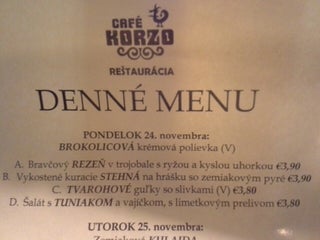 CAFÉ
KORZO
REŠTAURÁCIA
DENNÉ MENU
PONDELOK 24. novembra:
BROKOLICOVÁ krémová polievka (V)
A. Bravčový REZEŇ v trojobale s ryžou a kyslou uhorkou €3,90
B. Vykostené kuracie STEHNÁ na hrášku so zemiakovým pyré €3,90
C. TVAROHOVÉ guľky so slivkami (V) €3,80
D. Šalát s TUNIAKOM a vajíčkom, s limetkovým prelivom €3,80
UTOROK 25. novembra:
Zemiaková KULAJDA